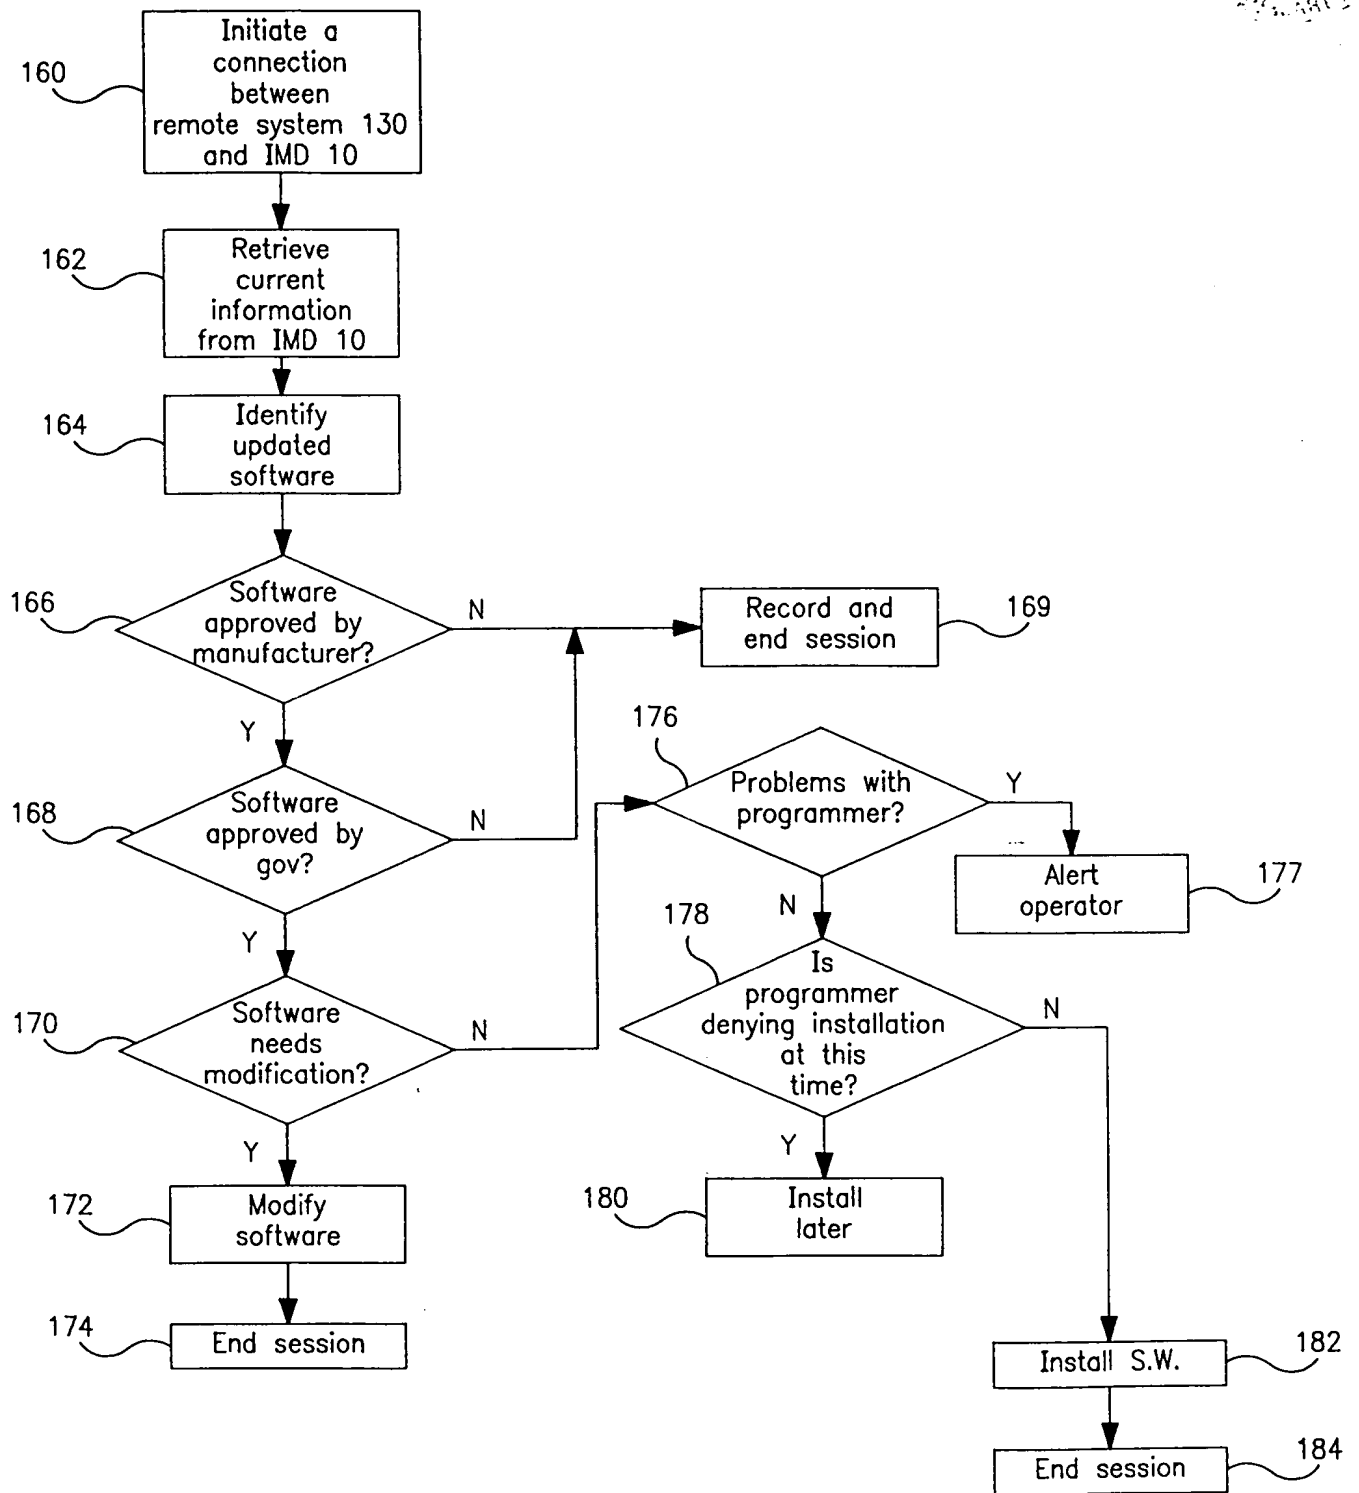 Initiate a
connection
between
remote system 130
and IMD 10
160
Retrieve
current
information
from IMD 10
162
Identify
updated
software
164
Software
approved by
manufacturer?
166
N
Y
Record and
end session
169
Software
approved by
gov?
168
N
Y
Software
needs
modification?
170
N
Y
Modify
software
172
End session
174
176
Problems with
programmer?
Y
N
Alert
operator
177
178
Is
programmer
denying installation
at this
time?
N
Y
Install
later
180
Install S.W.
182
End session
184